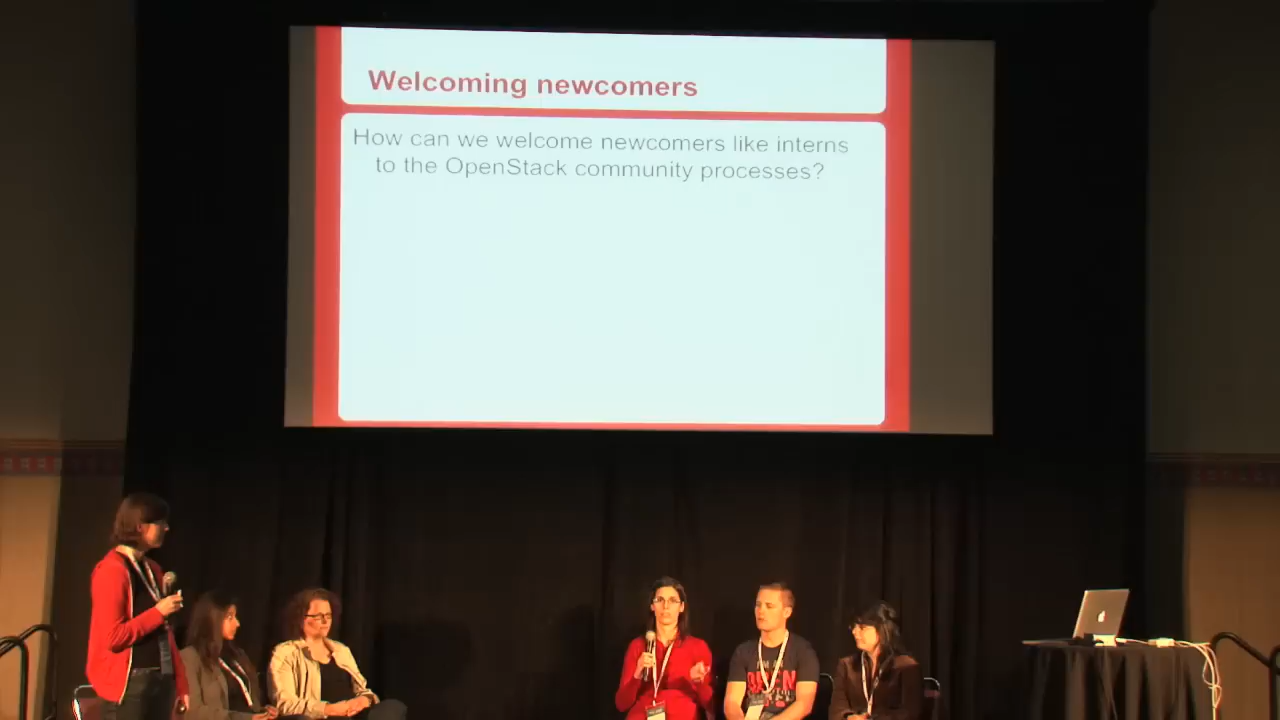 Welcoming newcomers
How can we welcome newcomers like interns
to the OpenStack community processes?